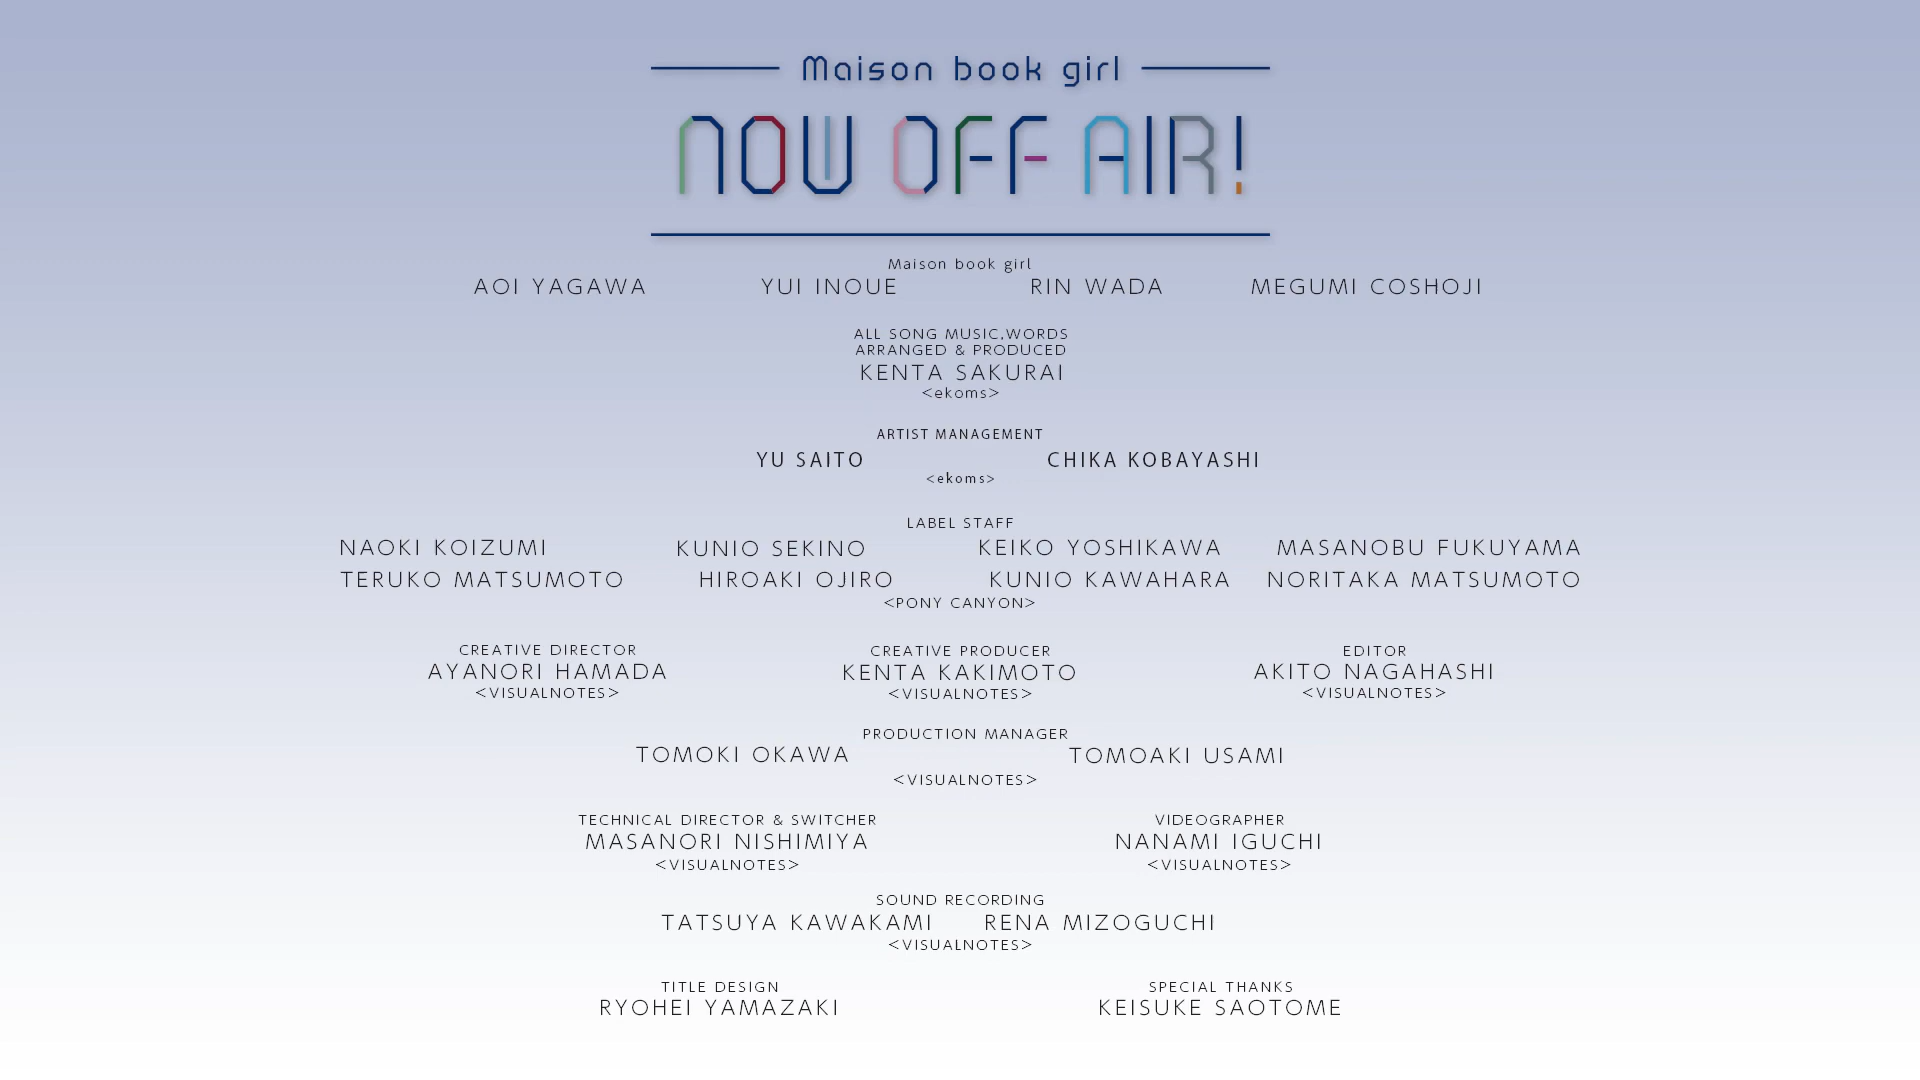 Maison book girl
NOW OFF AIR!
Maison book girl
AOI YAGAWA YUI INOUE RIN WADA MEGUMI COSHOJI
ALL SONG MUSIC,WORDS
ARRANGED & PRODUCED
KENTA SAKURAI
<ekoms>
ARTIST MANAGEMENT
YU SAITO CHIKA KOBAYASHI
<ekoms>
LABEL STAFF
NAOKI KOIZUMI KUNIO SEKINO KEIKO YOSHIKAWA MASANOBU FUKUYAMA
TERUKO MATSUMOTO HIROAKI OJIRO KUNIO KAWAHARA NORITAKA MATSUMOTO
<PONY CANYON>
CREATIVE DIRECTOR CREATIVE PRODUCER EDITOR
AYANORI HAMADA KENTA KAKIMOTO AKITO NAGAHASHI
<VISUALNOTES> <VISUALNOTES> <VISUALNOTES>
PRODUCTION MANAGER
TOMOKI OKAWA TOMOAKI USAMI
<VISUALNOTES>
TECHNICAL DIRECTOR & SWITCHER VIDEOGRAPHER
MASANORI NISHIMIYA NANAMI IGUCHI
<VISUALNOTES> <VISUALNOTES>
SOUND RECORDING
TATSUYA KAWAKAMI RENA MIZOGUCHI
<VISUALNOTES>
TITLE DESIGN SPECIAL THANKS
RYOHEI YAMAZAKI KEISUKE SAOTOME